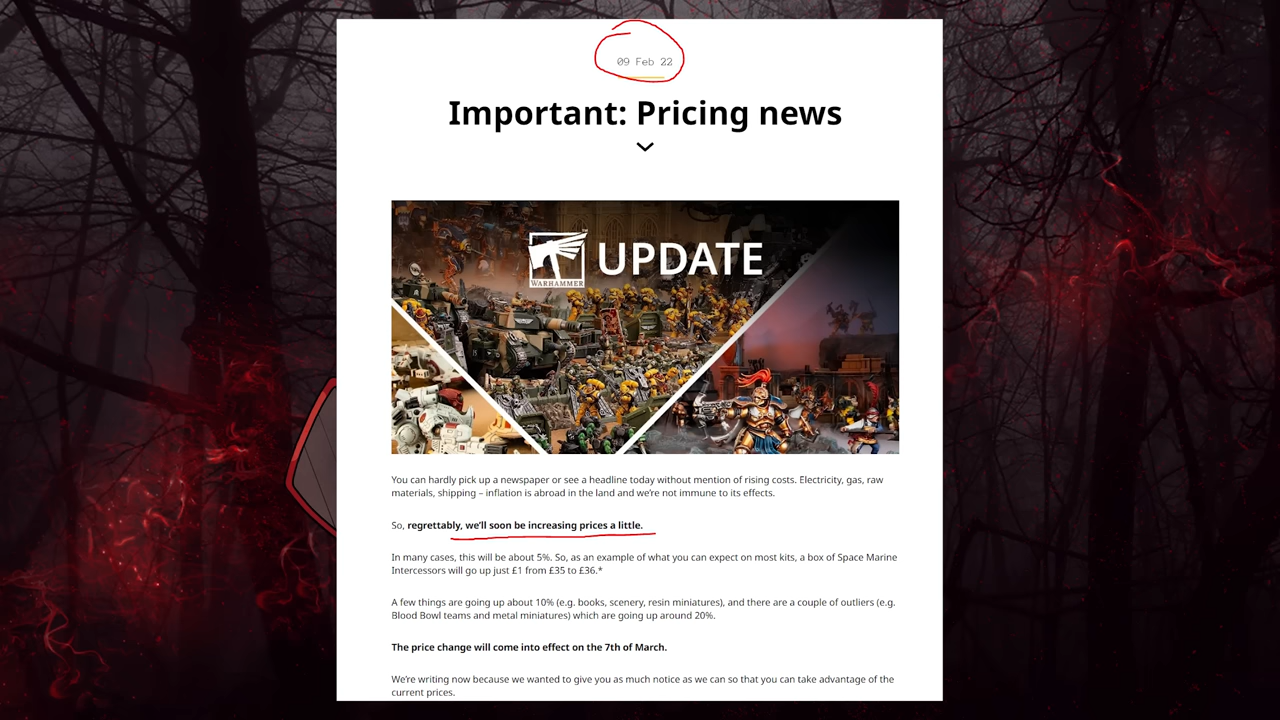 09 Feb 22
Important: Pricing news
UPDATE
WARHAMMER
You can hardly pick up a newspaper or see a headline today without mention of rising costs. Electricity, gas, raw
materials, shipping – inflation is abroad in the land and we're not immune to its effects.
So, regrettably, we'll soon be increasing prices a little.
In many cases, this will be about 5%. So, as an example of what you can expect on most kits, a box of Space Marine
Intercessors will go up just £1 from £35 to £36.*
A few things are going up about 10% (e.g. books, scenery, resin miniatures), and there are a couple of outliers (e.g.
Blood Bowl teams and metal miniatures) which are going up around 20%.
The price change will come into effect on the 7th of March.
We're writing now because we wanted to give you as much notice as we can so that you can take advantage of the
current prices.